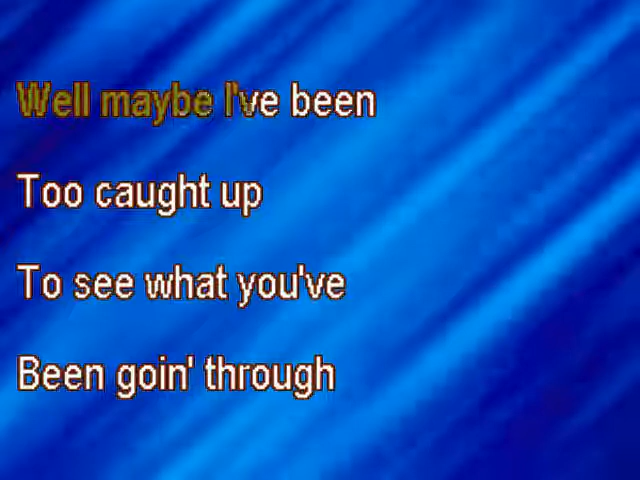 Well maybe I've been
Too caught up
To see what you've
Been goin' through